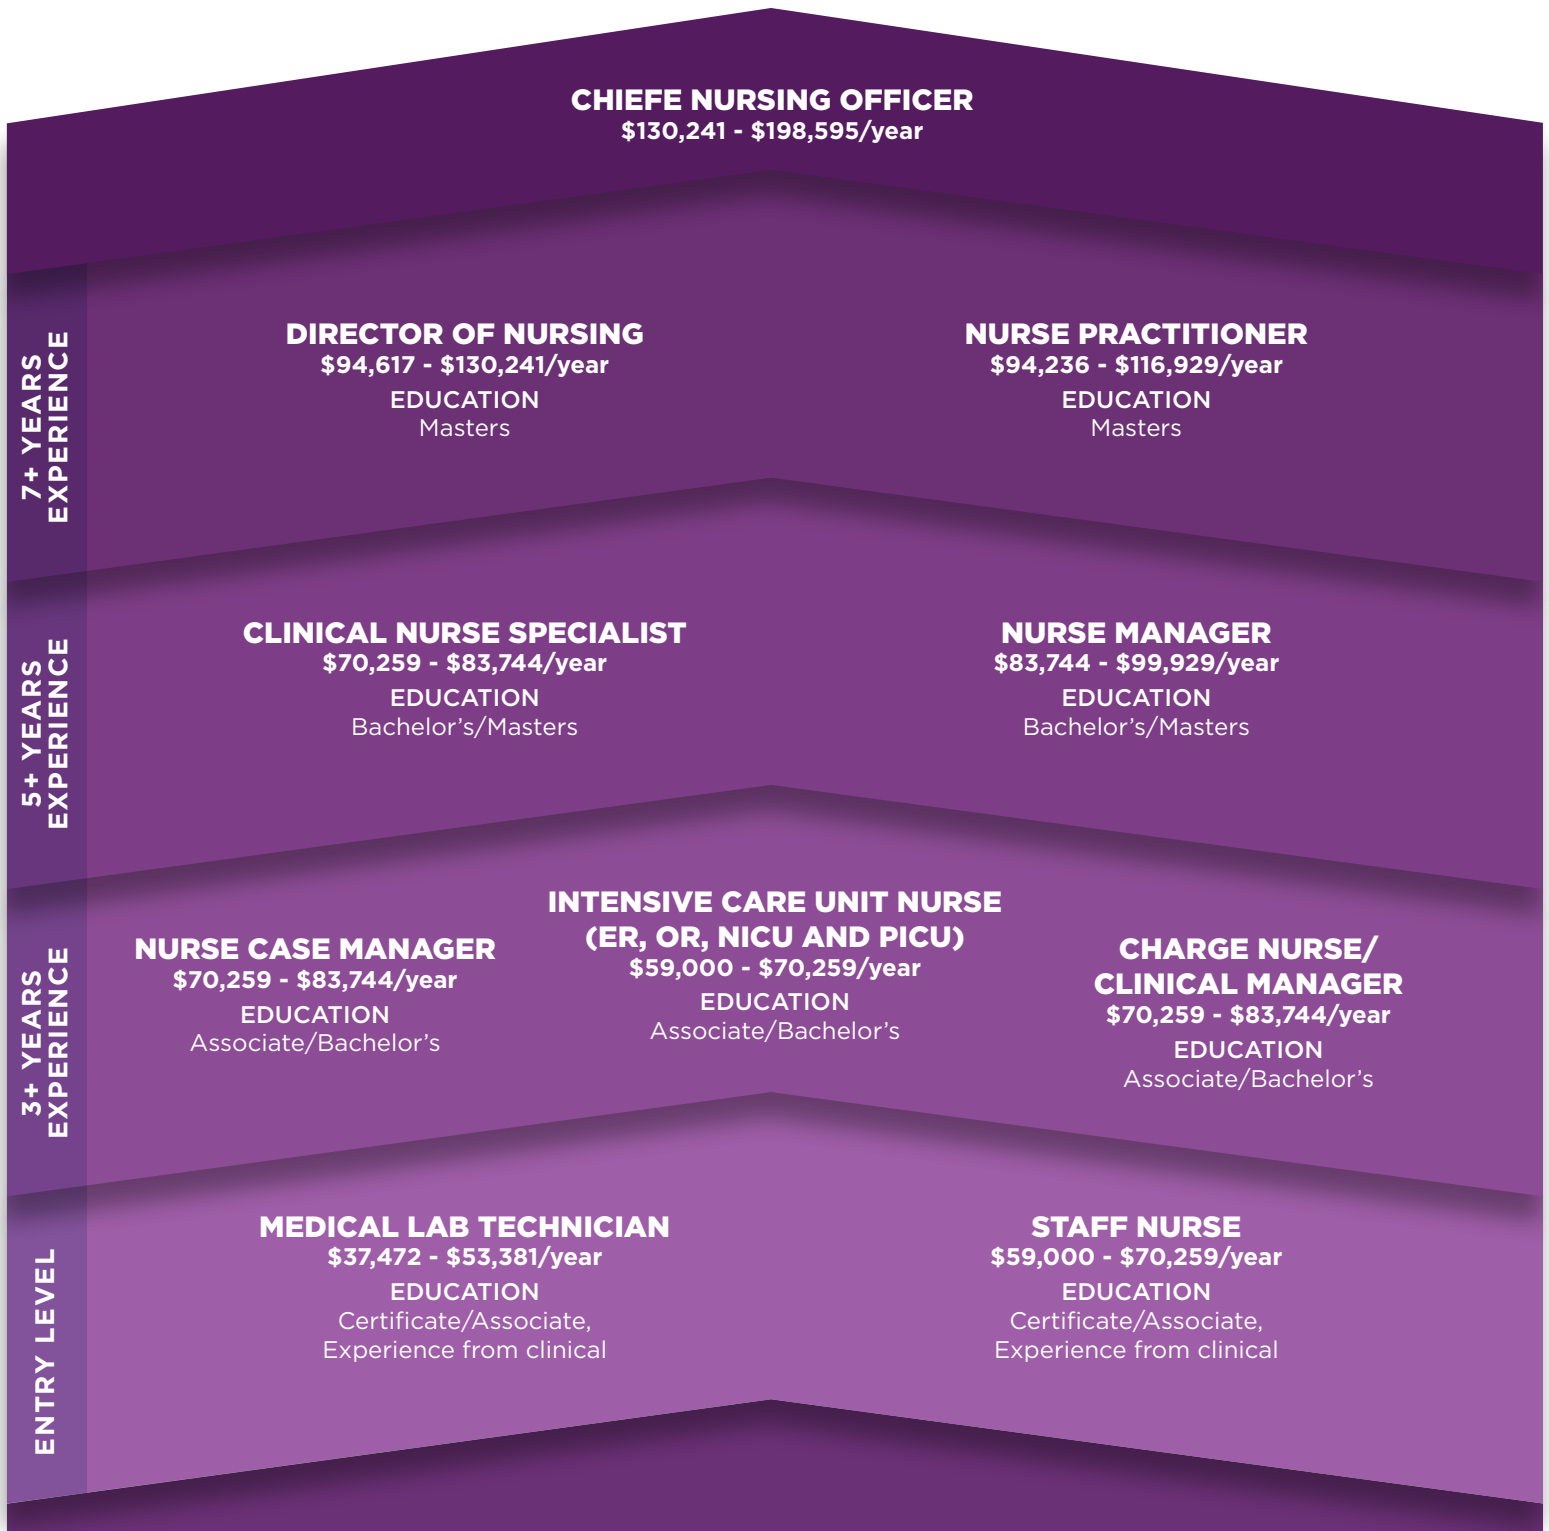 CHIEFE NURSING OFFICER
$130,241 - $198,595/year
7+ YEARS
EXPERIENCE
DIRECTOR OF NURSING
$94,617 - $130,241/year
EDUCATION
Masters
NURSE PRACTITIONER
$94,236 - $116,929/year
EDUCATION
Masters
5+ YEARS
EXPERIENCE
CLINICAL NURSE SPECIALIST
$70,259 - $83,744/year
EDUCATION
Bachelor’s/Masters
NURSE MANAGER
$83,744 - $99,929/year
EDUCATION
Bachelor’s/Masters
3+ YEARS
EXPERIENCE
NURSE CASE MANAGER
$70,259 - $83,744/year
EDUCATION
Associate/Bachelor’s
INTENSIVE CARE UNIT NURSE
(ER, OR, NICU AND PICU)
$59,000 - $70,259/year
EDUCATION
Associate/Bachelor’s
CHARGE NURSE/
CLINICAL MANAGER
$70,259 - $83,744/year
EDUCATION
Associate/Bachelor’s
ENTRY LEVEL
MEDICAL LAB TECHNICIAN
$37,472 - $53,381/year
EDUCATION
Certificate/Associate,
Experience from clinical
STAFF NURSE
$59,000 - $70,259/year
EDUCATION
Certificate/Associate,
Experience from clinical